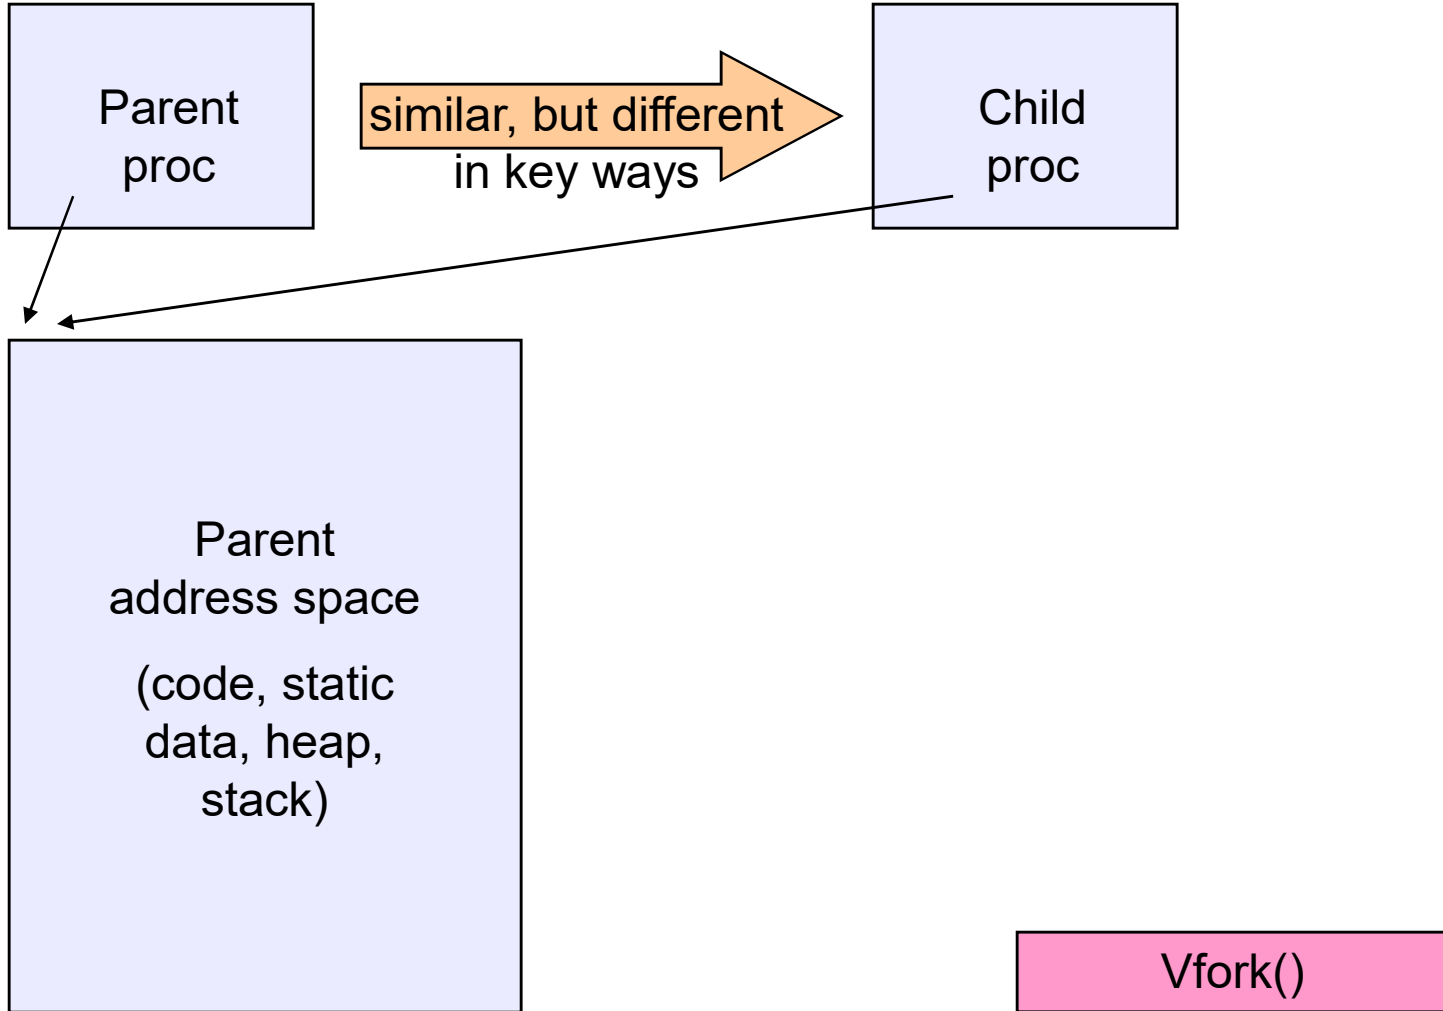 Parent
proc
similar, but different
in key ways
Child
proc
Parent
address space
(code, static
data, heap,
stack)
Vfork()